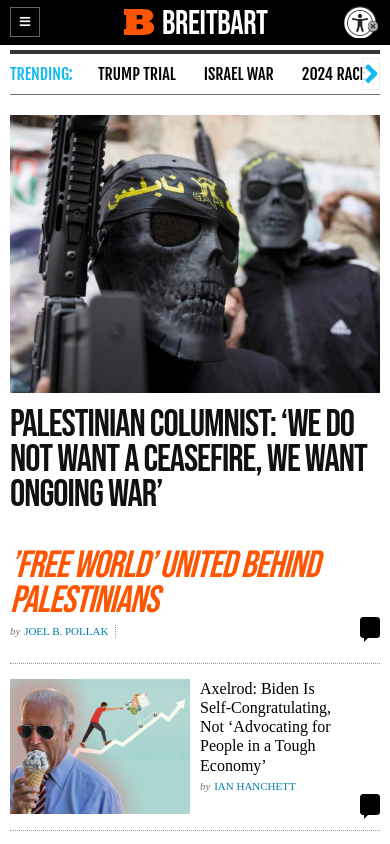 BREITBART
TRENDING:
TRUMP TRIAL
ISRAEL WAR
2024 RACE
نابلس
PALESTINIAN COLUMNIST: ‘WE DO
NOT WANT A CEASEFIRE, WE WANT
ONGOING WAR’
’FREE WORLD’ UNITED BEHIND
PALESTINIANS
by JOEL B. POLLAK
Axelrod: Biden Is
Self-Congratulating,
Not ‘Advocating for
People in a Tough
Economy’
by IAN HANCHETT